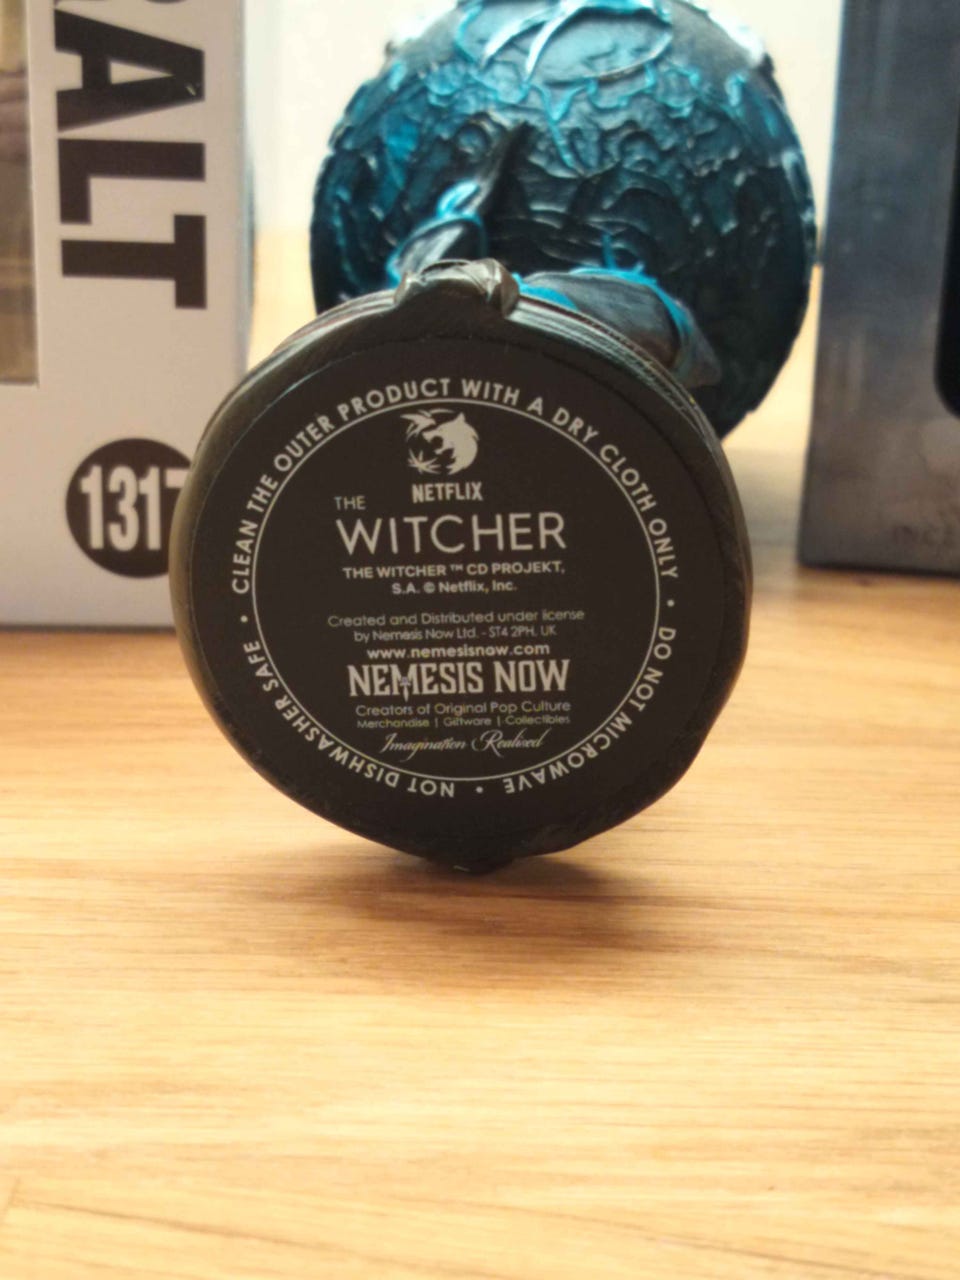 CLEAN THE OUTER PRODUCT WITH A DRY CLOTH ONLY • DO NOT MICROWAVE • NOT DISHWASHER SAFE •
NETFLIX
THE
WITCHER
THE WITCHER ™ CD PROJEKT,
S.A. © Netflix, Inc.
Created and Distributed under license
by Nemesis Now Ltd. - ST4 2PH, UK
www.nemesisnow.com
NEMESIS NOW
Creators of Original Pop Culture
Merchandise | Giftware | Collectibles
Imagination Realised
RALT
1317